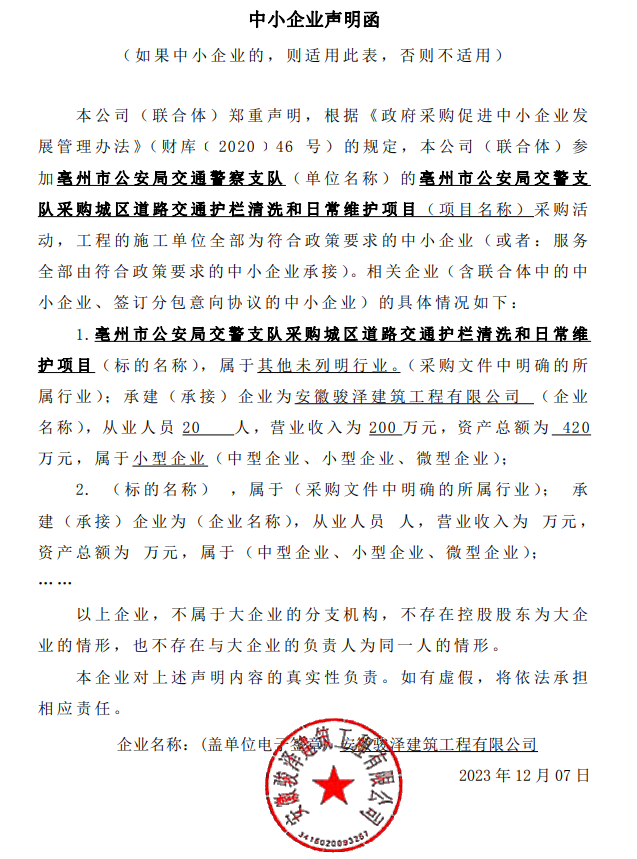 中小企业声明函
（如果中小企业的，则适用此表，否则不适用）
本公司（联合体）郑重声明，根据《政府采购促进中小企业发
展管理办法》（财库﹝2020﹞46 号）的规定，本公司（联合体）参
加亳州市公安局交通警察支队（单位名称）的亳州市公安局交警支
队采购城区道路交通护栏清洗和日常维护项目（项目名称）采购活
动，工程的施工单位全部为符合政策要求的中小企业（或者：服务
全部由符合政策要求的中小企业承接）。相关企业（含联合体中的中
小企业、签订分包意向协议的中小企业）的具体情况如下：
1.亳州市公安局交警支队采购城区道路交通护栏清洗和日常维
护项目（标的名称），属于其他未列明行业。（采购文件中明确的所
属行业）；承建（承接）企业为安徽骏泽建筑工程有限公司 （企业
名称），从业人员 20 人，营业收入为 200 万元，资产总额为 420
万元，属于小型企业（中型企业、小型企业、微型企业）；
2. （标的名称） ，属于（采购文件中明确的所属行业）； 承
建（承接）企业为（企业名称），从业人员 人，营业收入为 万元，
资产总额为 万元，属于（中型企业、小型企业、微型企业）；
……
以上企业，不属于大企业的分支机构，不存在控股股东为大企
业的情形，也不存在与大企业的负责人为同一人的情形。
本企业对上述声明内容的真实性负责。如有虚假，将依法承担
相应责任。
企业名称：（盖单位电子签章）安徽骏泽建筑工程有限公司
2023 年 12 月 07 日
安徽骏泽建筑工程有限公司
3416020093267